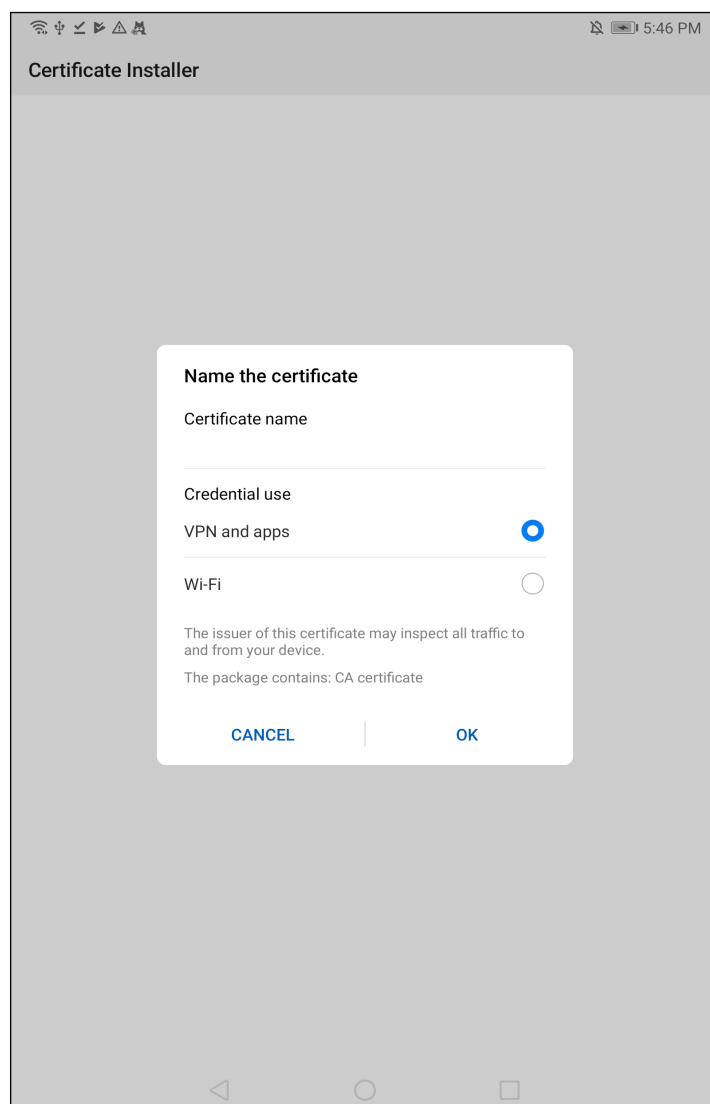 5:46 PM
Certificate Installer
Name the certificate
Certificate name
Credential use
VPN and apps
Wi-Fi
The issuer of this certificate may inspect all traffic to
and from your device.
The package contains: CA certificate
CANCEL OK